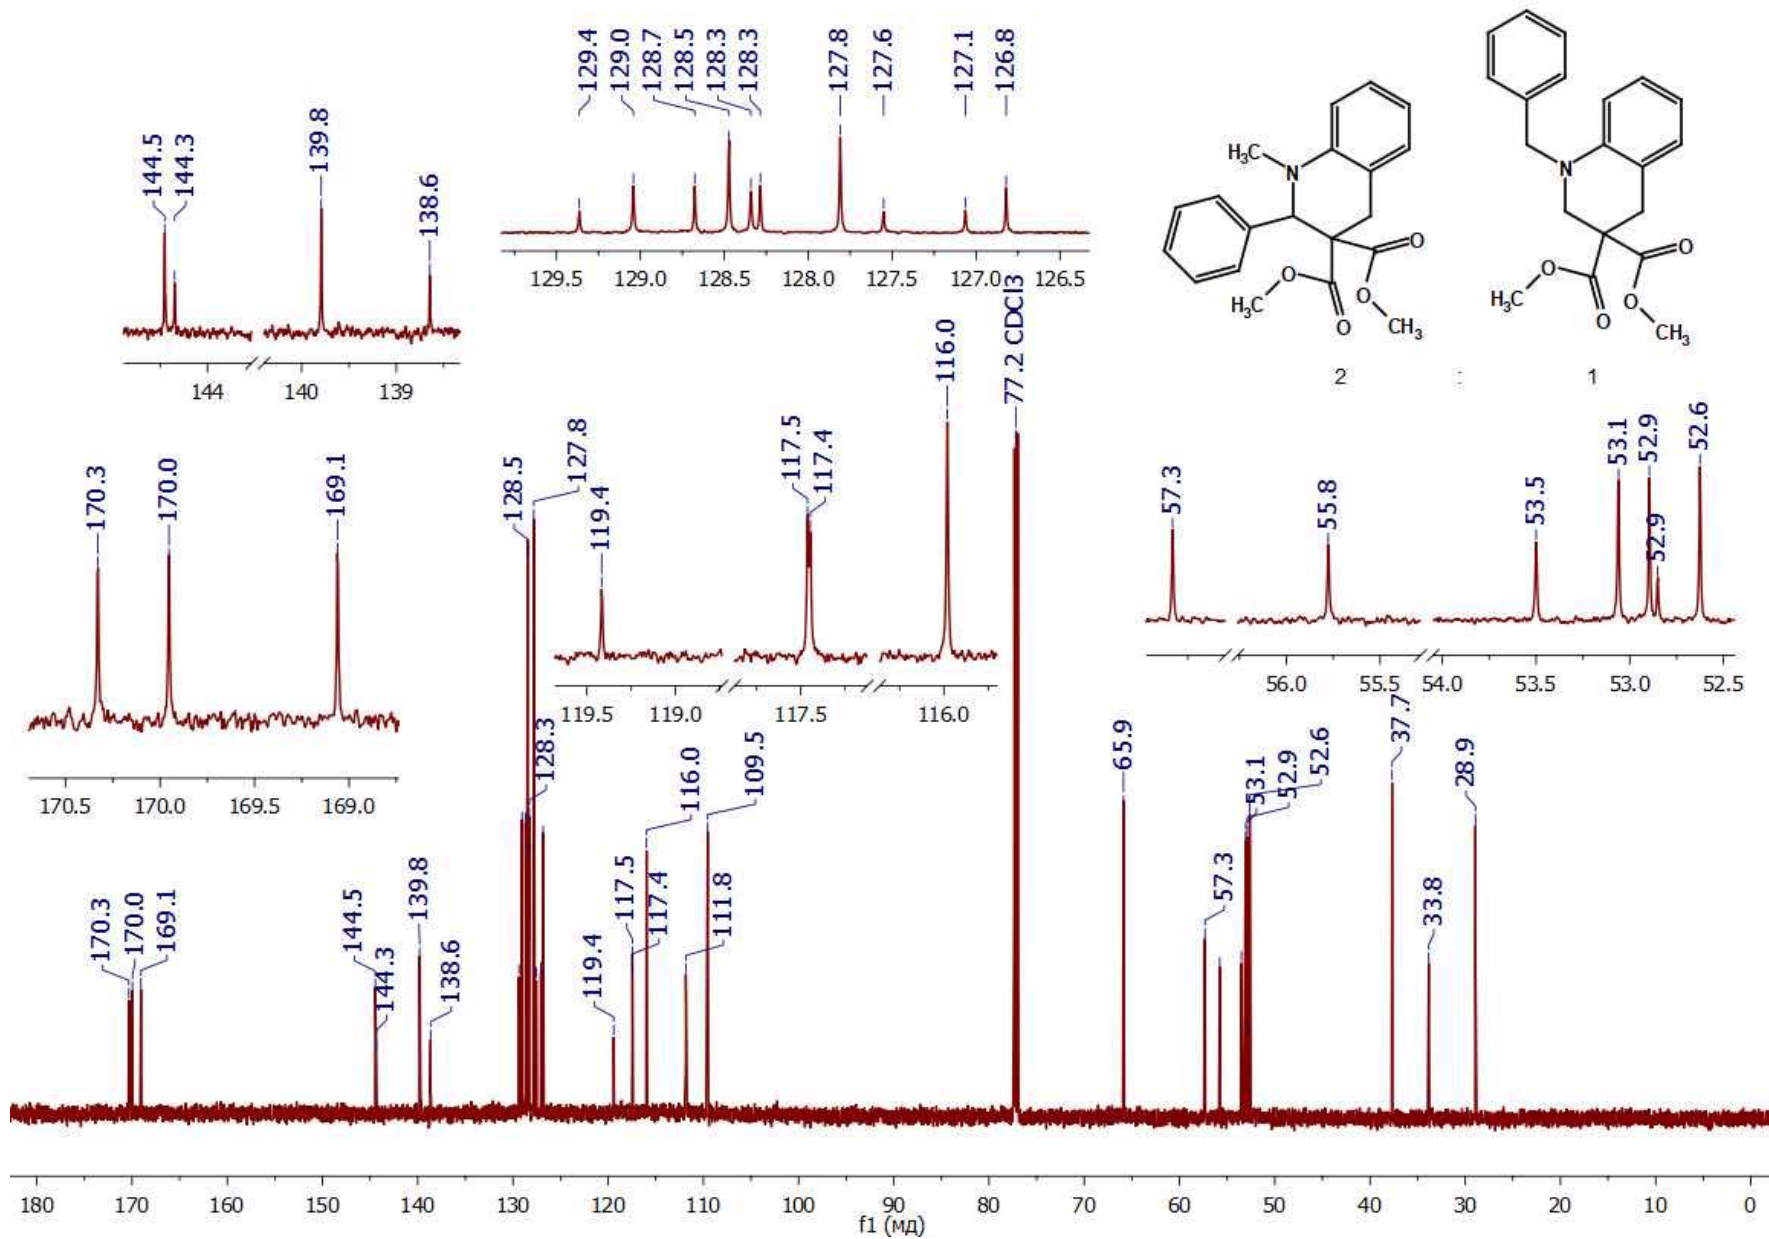 129.4 129.0 128.7 128.5 128.3 128.3 127.8 127.6 127.1 126.8
129.5 129.0 128.5 128.0 127.5 127.0 126.5
144.5 144.3 139.8 138.6
144 140 139
H₃C N
O
O
H₃C
O
O
CH₃
2 : 1
N
O
O
H₃C
O
O
CH₃
170.3 170.0 169.1
170.5 170.0 169.5 169.0
119.4 117.5 117.4 116.0
119.5 119.0 117.5 116.0
57.3 55.8 53.5 53.1 52.9 52.9 52.6
56.0 55.5 54.0 53.5 53.0 52.5
170.3 170.0 169.1 144.5 144.3 139.8 138.6 128.5 128.3 127.8 119.4 117.5 117.4 116.0 111.8 109.5 77.2 CDCl3 65.9 57.3 53.1 52.9 52.6 37.7 33.8 28.9
180 170 160 150 140 130 120 110 100 90 80 70 60 50 40 30 20 10 0
f1 (мд)